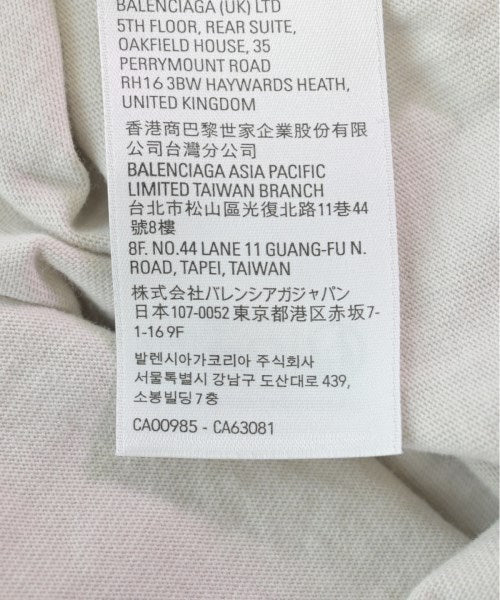 BALENCIAGA (UK) LTD
5TH FLOOR, REAR SUITE,
OAKFIELD HOUSE, 35
PERRYMOUNT ROAD
RH16 3BW HAYWARDS HEATH,
UNITED KINGDOM
香港商巴黎世家企業股份有限
公司台灣分公司
BALENCIAGA ASIA PACIFIC
LIMITED TAIWAN BRANCH
台北市松山區光復北路11巷44
號8樓
8F. NO.44 LANE 11 GUANG-FU N.
ROAD, TAPEI, TAIWAN
株式会社バレンシアガジャパン
日本107-0052 東京都港区赤坂7-
1-16 9F
발렌시아가코리아 주식회사
서울특별시 강남구 도산대로 439,
소봉빌딩 7층
CA00985 - CA63081